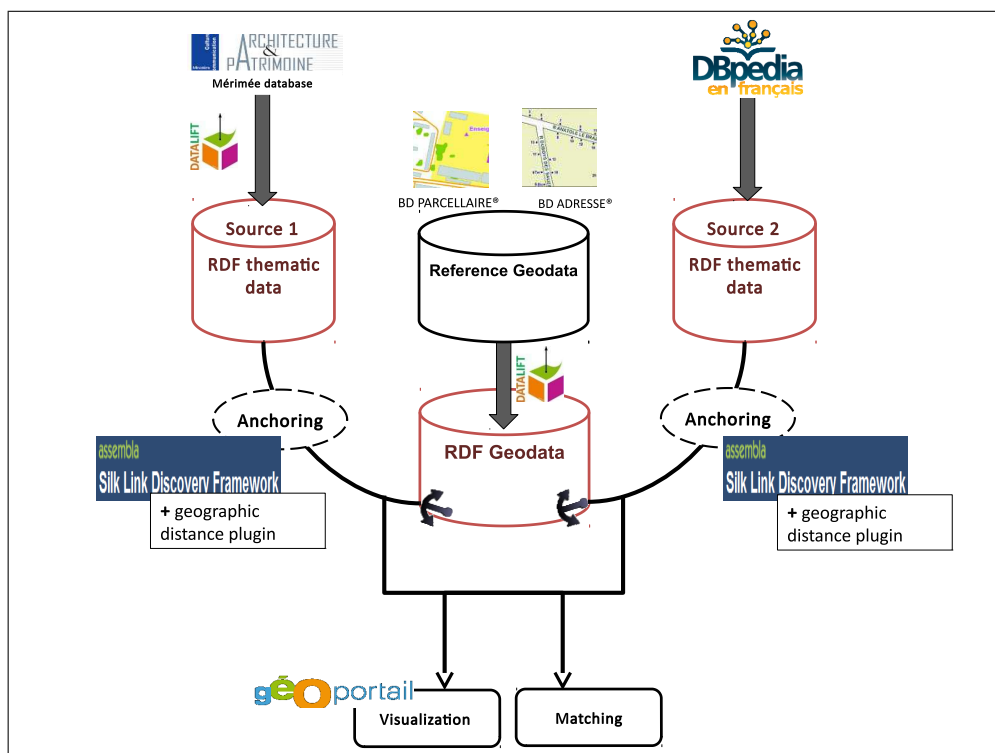 ARCHITECTURE
&
PATRIMOINE
Mérimée database
DBpedia
en français
DATALIFT
BD PARCELLAIRE®
BD ADRESSE®
Source 1
RDF thematic
data
Reference Geodata
Source 2
RDF thematic
data
DATALIFT
Anchoring
Anchoring
RDF Geodata
assembla
Silk Link Discovery Framework
+ geographic
distance plugin
assembla
Silk Link Discovery Framework
+ geographic
distance plugin
géoportail
Visualization
Matching